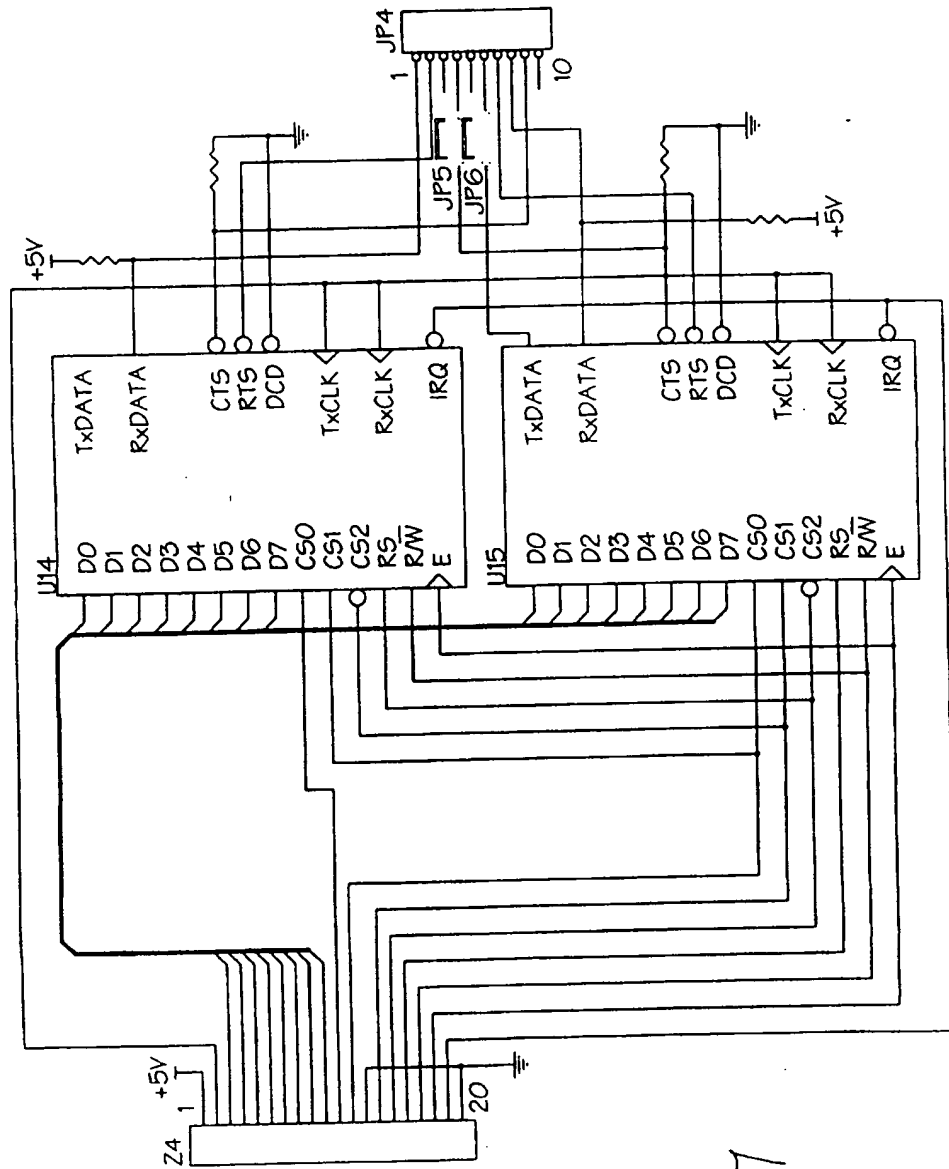 JP4
1
10
JP5
JP6
+5V
+5V
U14
D0
D1
D2
D3
D4
D5
D6
D7
CS0
CS1
CS2
RS
R/W̅
E
TxDATA
RxDATA
CTS
RTS
DCD
TxCLK
RxCLK
IRQ
U15
D0
D1
D2
D3
D4
D5
D6
D7
CS0
CS1
CS2
RS
R/W̅
E
TxDATA
RxDATA
CTS
RTS
DCD
TxCLK
RxCLK
IRQ
Z4
+5V
1
20
7